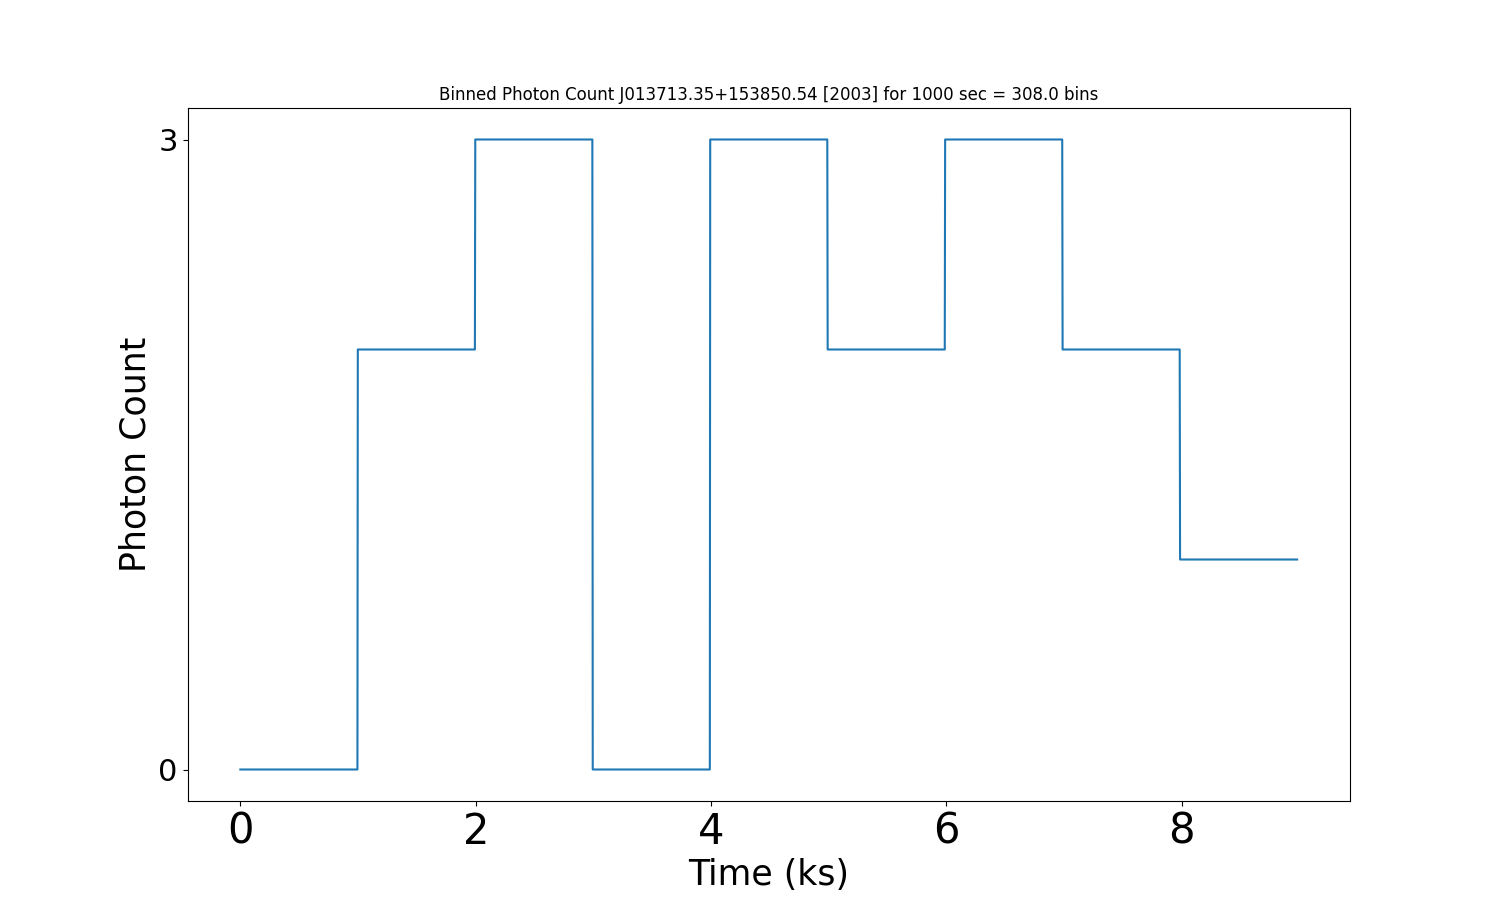 Binned Photon Count J013713.35+153850.54 [2003] for 1000 sec = 308.0 bins
3
Photon Count
0
0 2 4 6 8
Time (ks)